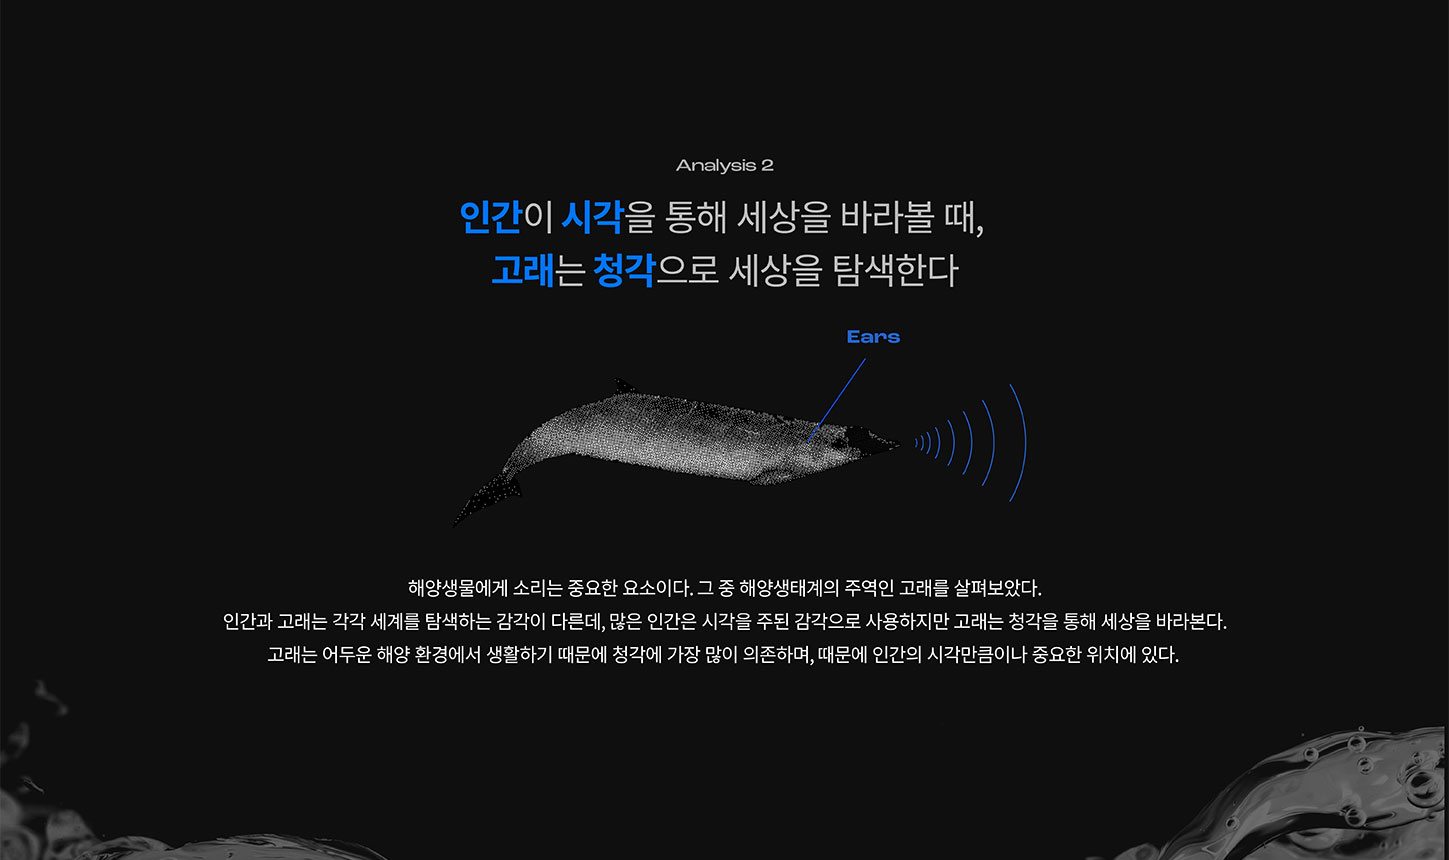 Analysis 2
인간이 시각을 통해 세상을 바라볼 때,
고래는 청각으로 세상을 탐색한다
Ears
해양생물에게 소리는 중요한 요소이다. 그 중 해양생태계의 주역인 고래를 살펴보았다.
인간과 고래는 각각 세계를 탐색하는 감각이 다른데, 많은 인간은 시각을 주된 감각으로 사용하지만 고래는 청각을 통해 세상을 바라본다.
고래는 어두운 해양 환경에서 생활하기 때문에 청각에 가장 많이 의존하며, 때문에 인간의 시각만큼이나 중요한 위치에 있다.